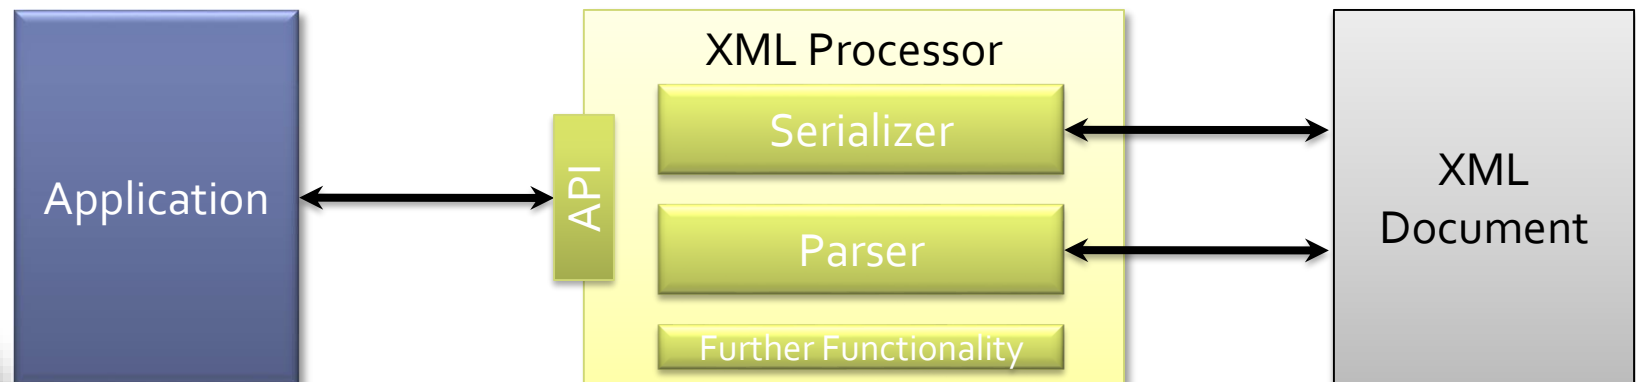 Application
API
XML Processor
Serializer
Parser
Further Functionality
XML
Document